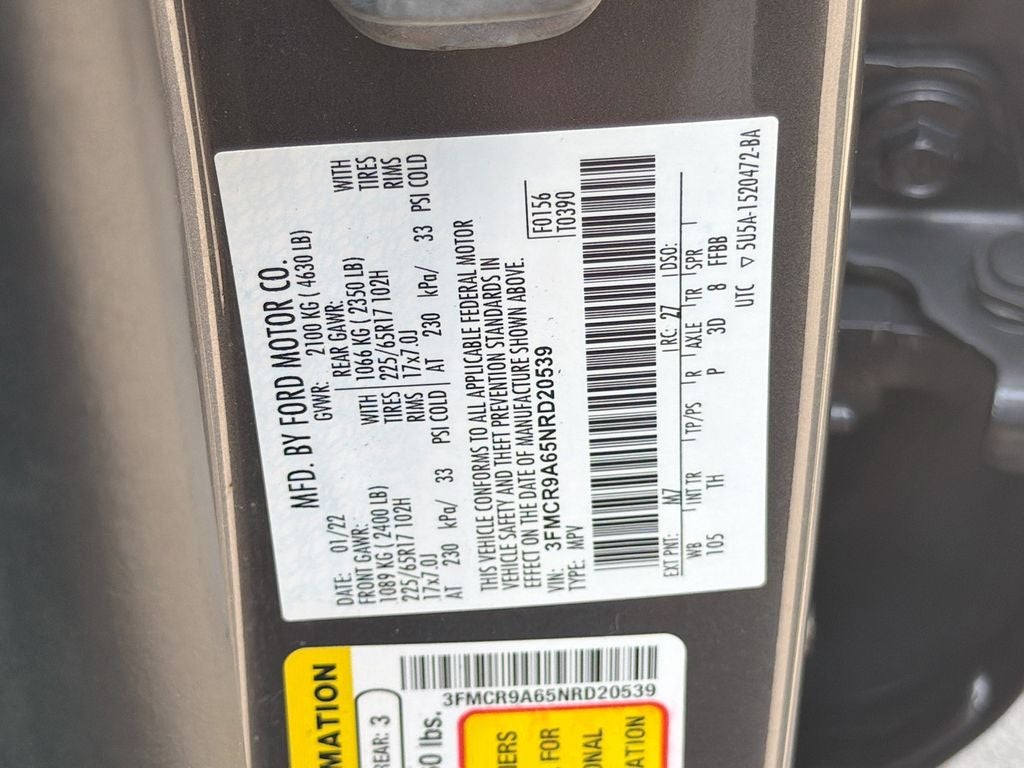 MFD. BY FORD MOTOR CO.
DATE: 01/22 GVWR: 2100 KG ( 4630 LB)
FRONT GAWR: WITH REAR GAWR: WITH
1089 KG ( 2400 LB) TIRES 1066 KG ( 2350 LB) TIRES
225/65R17 102H RIMS 225/65R17 102H RIMS
17x7.0J 17x7.0J
AT 230 kPa/ 33 PSI COLD AT 230 kPa/ 33 PSI COLD
THIS VEHICLE CONFORMS TO ALL APPLICABLE FEDERAL MOTOR
VEHICLE SAFETY AND THEFT PREVENTION STANDARDS IN
EFFECT ON THE DATE OF MANUFACTURE SHOWN ABOVE.
VIN: 3FMCR9A65NRD20539 F0156
TYPE: MPV T0390
EXT PNT: M7 RC: 27 DSO:
WB INT TR TP/PS R AXLE TR SPR
105 TH P 3D 8 FFBB
UTC ▽ 5U5A-1520472-BA
MATION
REAR: 3
0 lbs.
3FMCR9A65NRD20539
IERS
FOR
ONAL
ATION